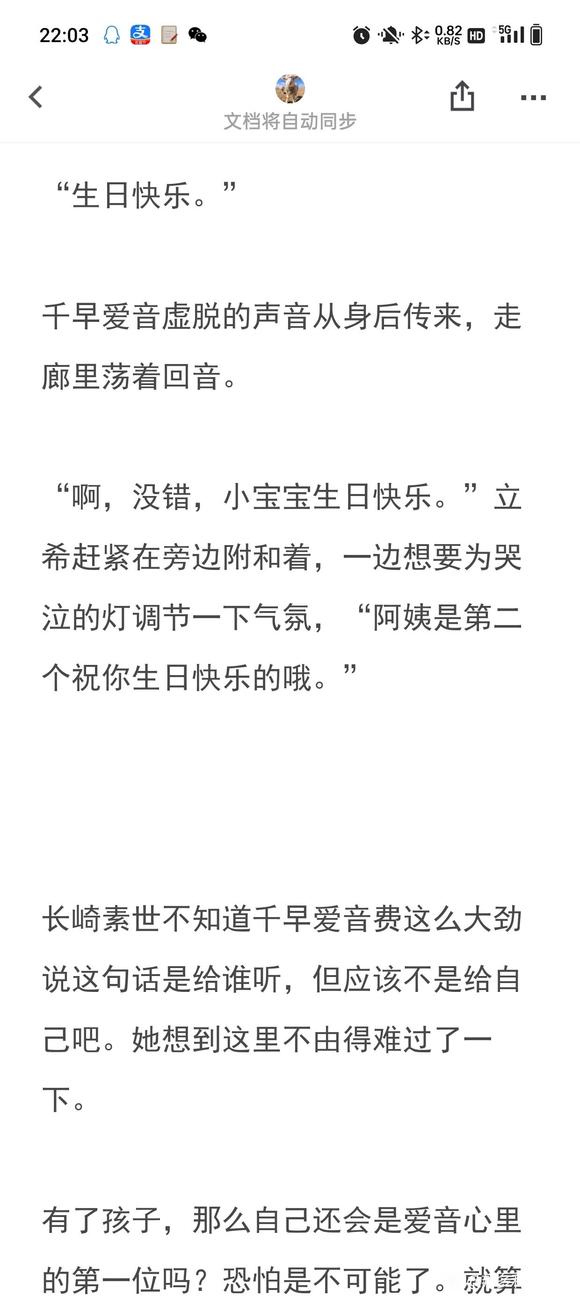 22:03
0.82
KB/S
HD
5G
文档将自动同步
“生日快乐。”
千早爱音虚脱的声音从身后传来，走
廊里荡着回音。
“啊，没错，小宝宝生日快乐。”立
希赶紧在旁边附和着，一边想要为哭
泣的灯调节一下气氛，“阿姨是第二
个祝你生日快乐的哦。”
长崎素世不知道千早爱音费这么大劲
说这句话是给谁听，但应该不是给自
己吧。她想到这里不由得难过了一
下。
有了孩子，那么自己还会是爱音心里
的第一位吗？恐怕是不可能了。就算